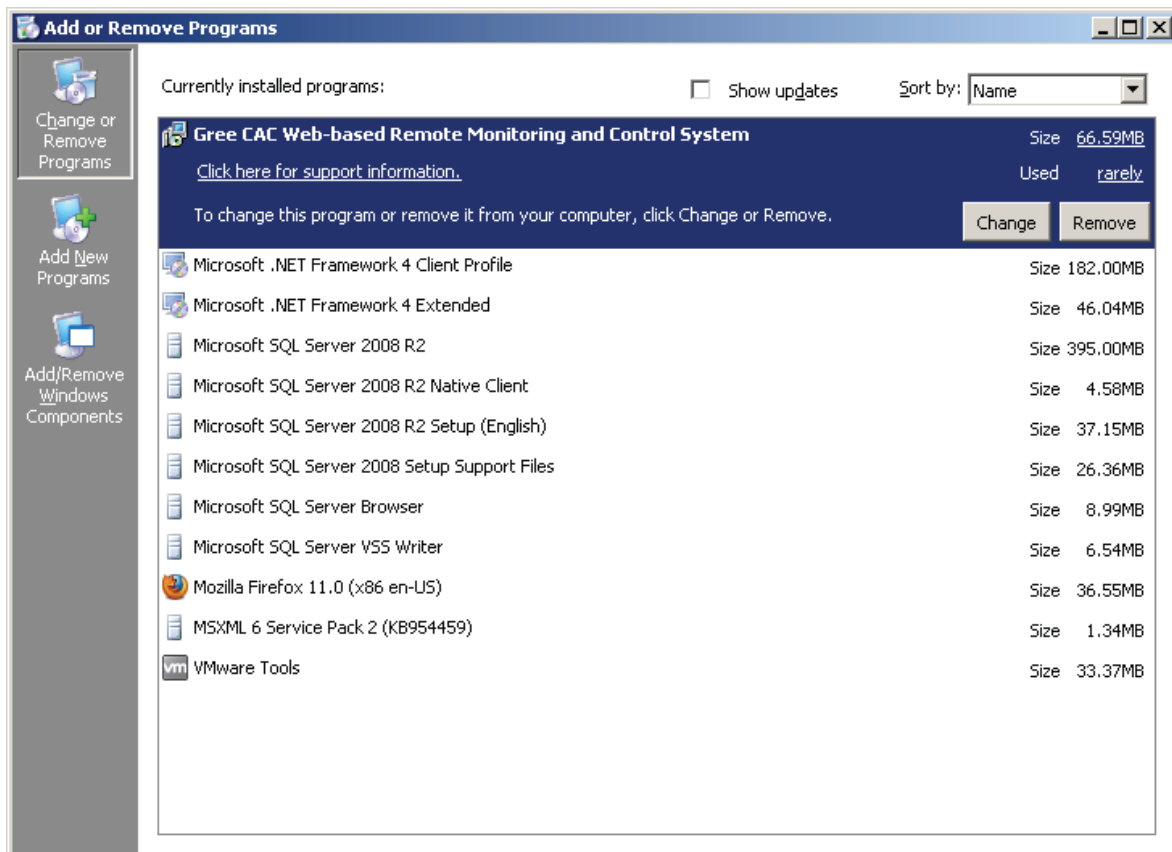 Add or Remove Programs
Change or
Remove
Programs
Add New
Programs
Add/Remove
Windows
Components
Currently installed programs:
Show updates
Sort by: Name
Gree CAC Web-based Remote Monitoring and Control System Size 66.59MB
Click here for support information. Used rarely
To change this program or remove it from your computer, click Change or Remove. Change Remove
Microsoft .NET Framework 4 Client Profile Size 182.00MB
Microsoft .NET Framework 4 Extended Size 46.04MB
Microsoft SQL Server 2008 R2 Size 395.00MB
Microsoft SQL Server 2008 R2 Native Client Size 4.58MB
Microsoft SQL Server 2008 R2 Setup (English) Size 37.15MB
Microsoft SQL Server 2008 Setup Support Files Size 26.36MB
Microsoft SQL Server Browser Size 8.99MB
Microsoft SQL Server VSS Writer Size 6.54MB
Mozilla Firefox 11.0 (x86 en-US) Size 36.55MB
MSXML 6 Service Pack 2 (KB954459) Size 1.34MB
vm VMware Tools Size 33.37MB